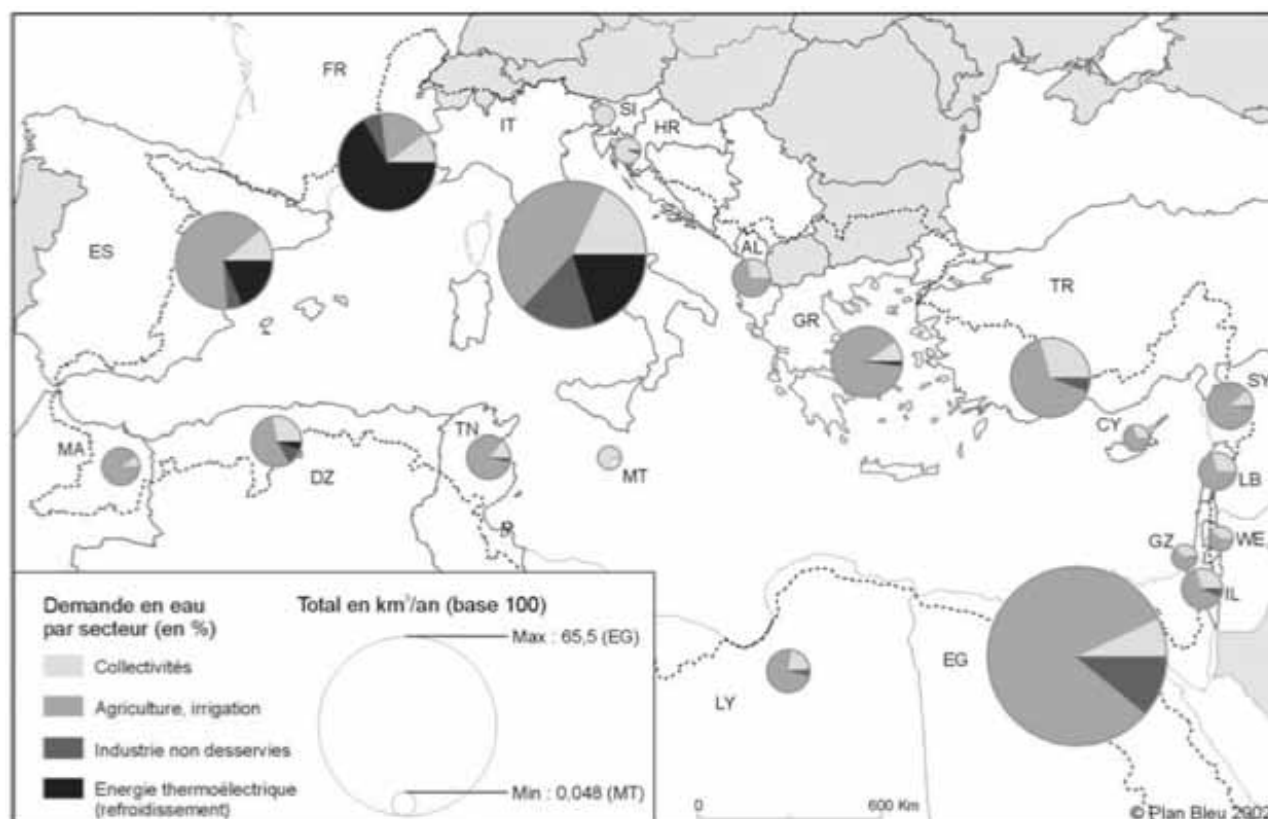 FR
SI
IT
HR
ES
AL
TR
GR
SY
CY
MA
TN
DZ
MT
LB
GZ
WE
IL
EG
LY
Demande en eau
par secteur (en %)
Collectivités
Agriculture, irrigation
Industrie non desservies
Energie thermoëlectrique
(refroidissement)
Total en km³/an (base 100)
Max : 65,5 (EG)
Min : 0,048 (MT)
0 600 Km
© Plan Bleu 2002